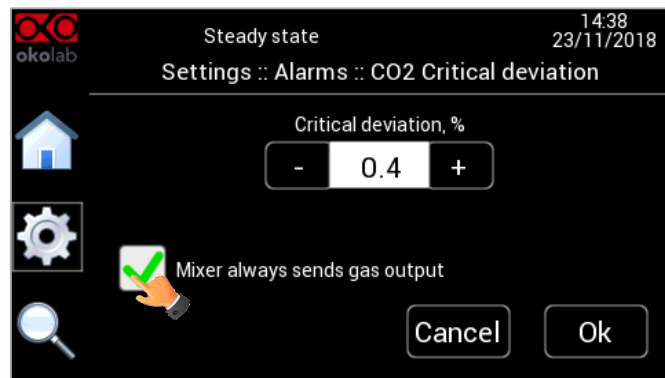 okolab
Steady state
14:38
23/11/2018
Settings :: Alarms :: CO2 Critical deviation
Critical deviation, %
- 0.4 +
Mixer always sends gas output
Cancel Ok